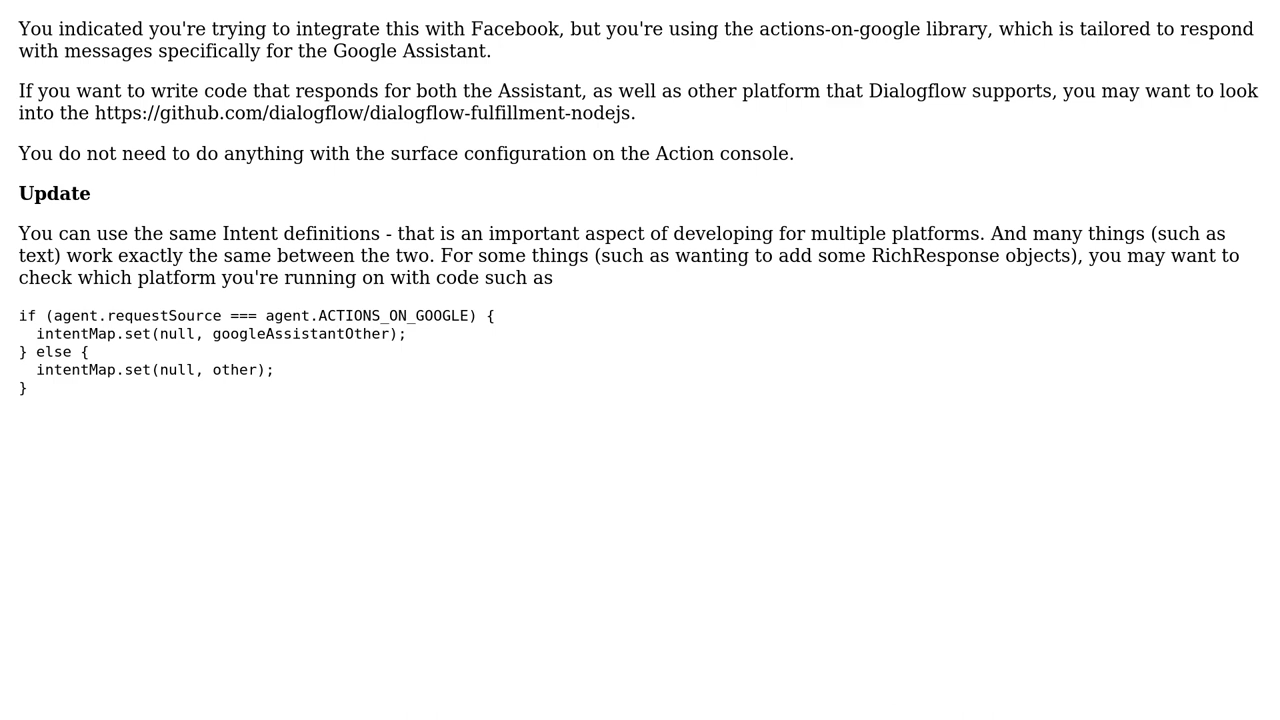 You indicated you're trying to integrate this with Facebook, but you're using the actions-on-google library, which is tailored to respond
with messages specifically for the Google Assistant.
If you want to write code that responds for both the Assistant, as well as other platform that Dialogflow supports, you may want to look
into the https://github.com/dialogflow/dialogflow-fulfillment-nodejs.
You do not need to do anything with the surface configuration on the Action console.
Update
You can use the same Intent definitions - that is an important aspect of developing for multiple platforms. And many things (such as
text) work exactly the same between the two. For some things (such as wanting to add some RichResponse objects), you may want to
check which platform you're running on with code such as
if (agent.requestSource === agent.ACTIONS_ON_GOOGLE) {
  intentMap.set(null, googleAssistantOther);
} else {
  intentMap.set(null, other);
}